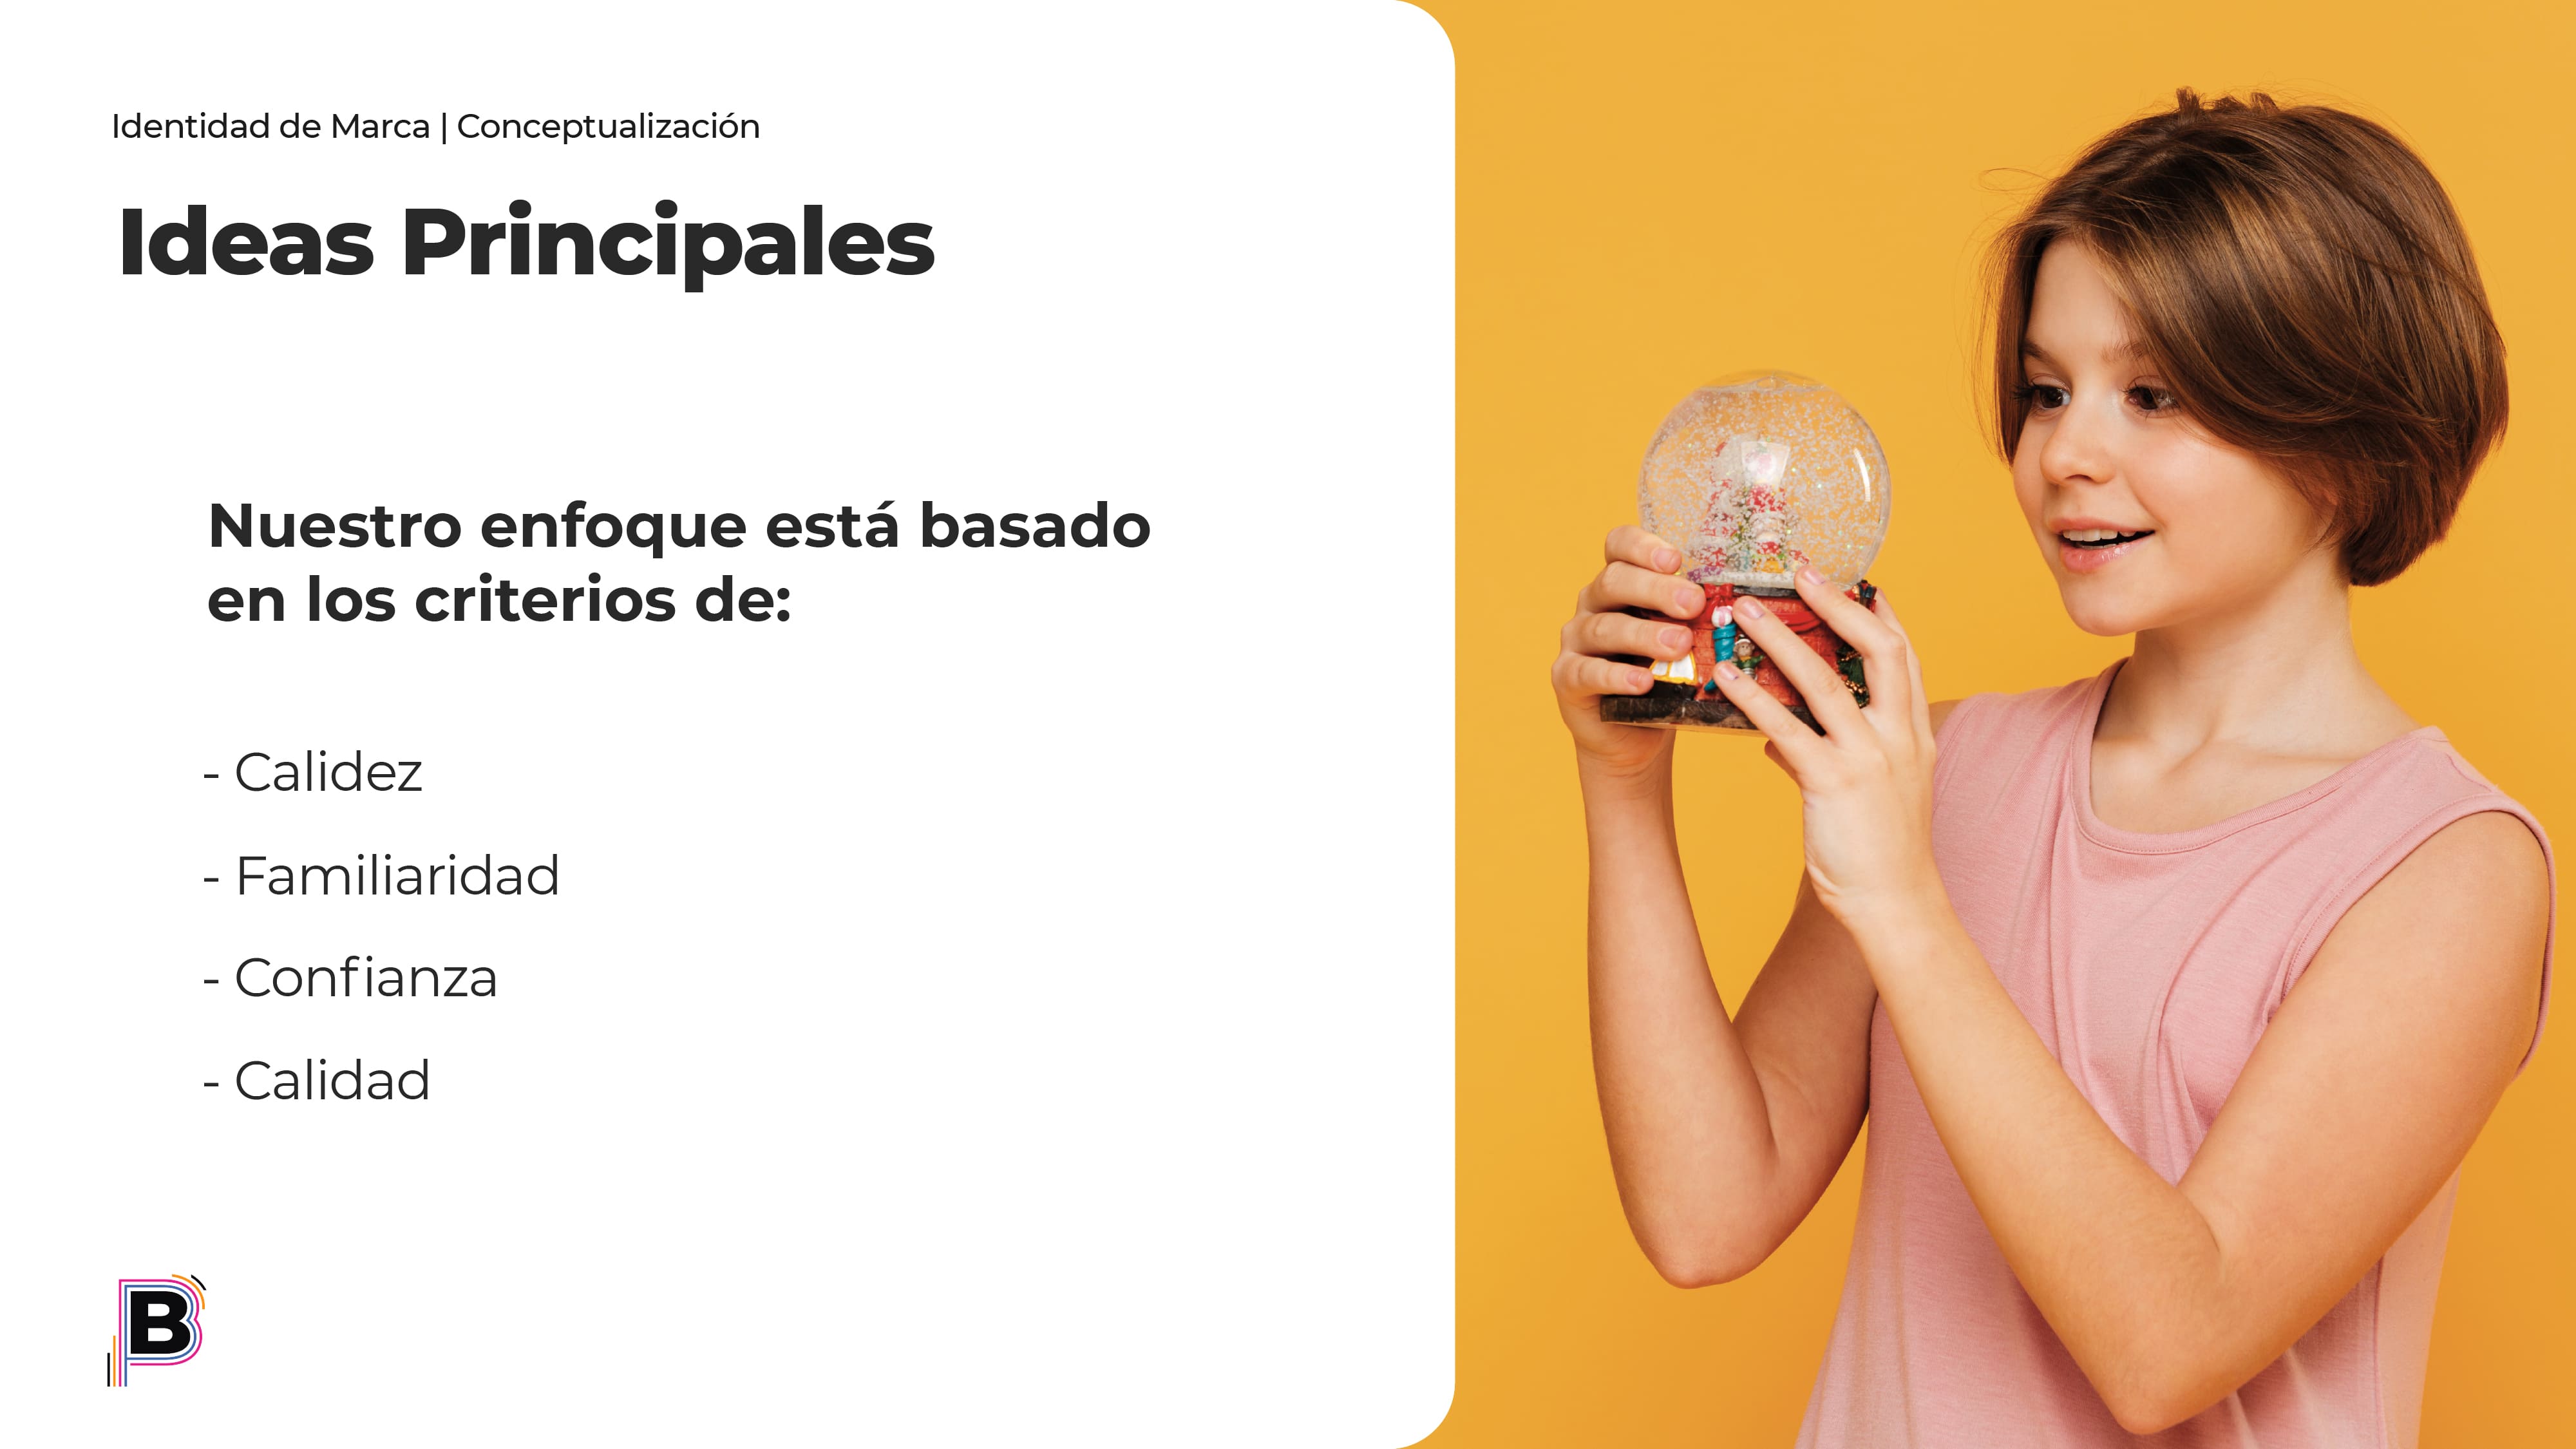 Identidad de Marca | Conceptualización
Ideas Principales
Nuestro enfoque está basado
en los criterios de:
- Calidez
- Familiaridad
- Confianza
- Calidad
B